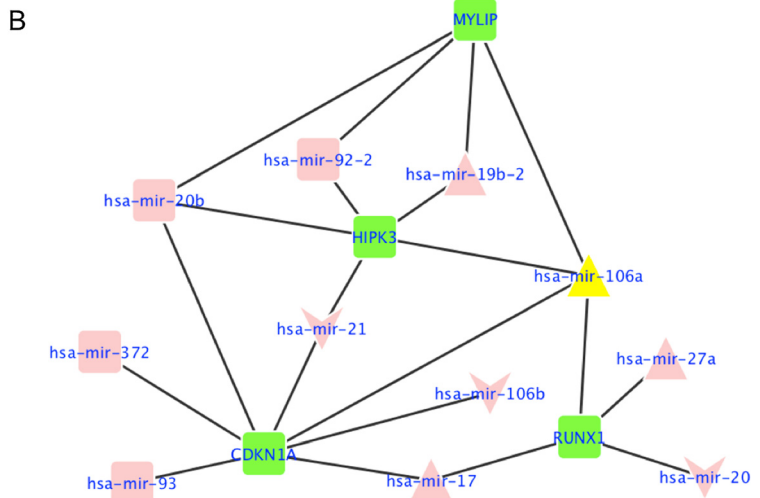 B
MYLIP
hsa-mir-92-2
hsa-mir-19b-2
hsa-mir-20b
HIPK3
hsa-mir-106a
hsa-mir-21
hsa-mir-372
hsa-mir-27a
hsa-mir-106b
RUNX1
CDKN1A
hsa-mir-20
hsa-mir-93
hsa-mir-17